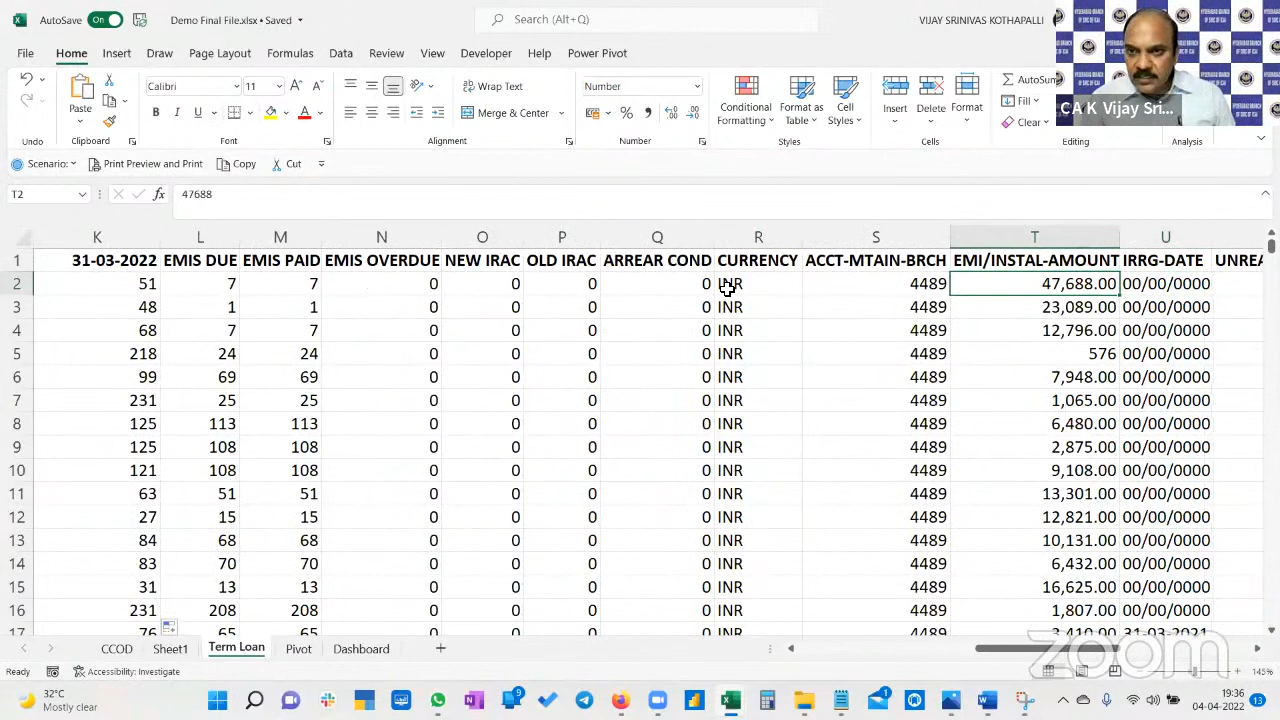 AutoSave On Demo Final File.xlsx • Saved Search (Alt+Q) VIJAY SRINIVAS KOTHAPALLI
File Home Insert Draw Page Layout Formulas Data Review View Help Power Pivot
Calibri 11 Wrap Text Number AutoSum
Paste Merge & Center Conditional Formatting Format as Table Cell Styles Insert Delete Format Fill Clear
CA K Vijay Sri...
Undo Clipboard Font Alignment Number Styles Cells Analysis
Scenario: Print Preview and Print Copy Cut
T2 fx 47688
K L M N O P Q R S T U
1 31-03-2022 EMIS DUE EMIS PAID EMIS OVERDUE NEW IRAC OLD IRAC ARREAR COND CURRENCY ACCT-MTAIN-BRCH EMI/INSTAL-AMOUNT IRRG-DATE
2 51 7 7 0 0 0 0 INR 4489 47,688.00 00/00/0000
3 48 1 1 0 0 0 0 INR 4489 23,089.00 00/00/0000
4 68 7 7 0 0 0 0 INR 4489 12,796.00 00/00/0000
5 218 24 24 0 0 0 0 INR 4489 576 00/00/0000
6 99 69 69 0 0 0 0 INR 4489 7,948.00 00/00/0000
7 231 25 25 0 0 0 0 INR 4489 1,065.00 00/00/0000
8 125 113 113 0 0 0 0 INR 4489 6,480.00 00/00/0000
9 125 108 108 0 0 0 0 INR 4489 2,875.00 00/00/0000
10 121 108 108 0 0 0 0 INR 4489 9,108.00 00/00/0000
11 63 51 51 0 0 0 0 INR 4489 13,301.00 00/00/0000
12 27 15 15 0 0 0 0 INR 4489 12,821.00 00/00/0000
13 84 68 68 0 0 0 0 INR 4489 10,131.00 00/00/0000
14 83 70 70 0 0 0 0 INR 4489 6,432.00 00/00/0000
15 31 13 13 0 0 0 0 INR 4489 16,625.00 00/00/0000
16 231 208 208 0 0 0 0 INR 4489 1,807.00 00/00/0000
17 76 65 65 0 0 0 0 INR 4489 3,410.00 31-03-2021
CCOD Sheet1 Term Loan Pivot Dashboard
zoom
Ready Accessibility: Investigate 145%
32°C
Mostly clear
19:36
04-04-2022